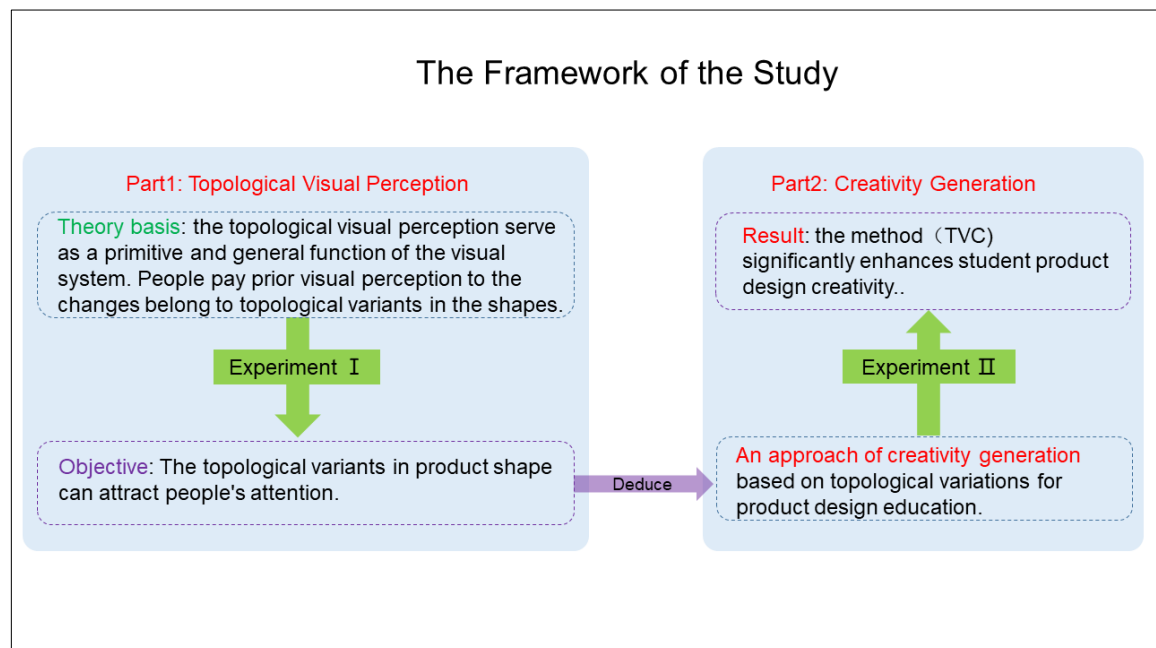 The Framework of the Study
Part1: Topological Visual Perception
Theory basis: the topological visual perception serve
as a primitive and general function of the visual
system. People pay prior visual perception to the
changes belong to topological variants in the shapes.
Experiment Ⅰ
Objective: The topological variants in product shape
can attract people's attention.
Deduce
Part2: Creativity Generation
Result: the method（TVC)
significantly enhances student product
design creativity..
Experiment Ⅱ
An approach of creativity generation
based on topological variations for
product design education.